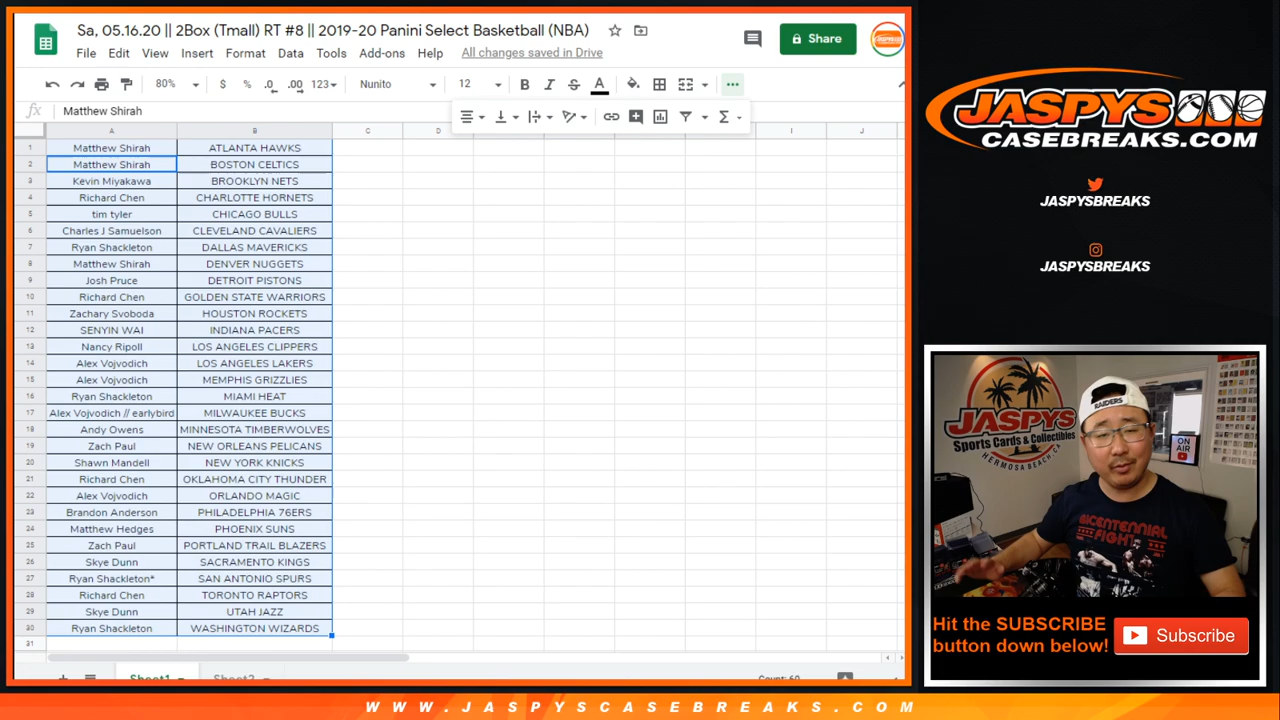 Sa, 05.16.20 || 2Box (Tmall) RT #8 || 2019-20 Panini Select Basketball (NBA)
File Edit View Insert Format Data Tools Add-ons Help All changes saved in Drive
Share
80% $ % .0 .00 123 Nunito 12 B I S A
fx Matthew Shirah
A B C D I J
1 Matthew Shirah ATLANTA HAWKS
2 Matthew Shirah BOSTON CELTICS
3 Kevin Miyakawa BROOKLYN NETS
4 Richard Chen CHARLOTTE HORNETS
5 tim tyler CHICAGO BULLS
6 Charles J Samuelson CLEVELAND CAVALIERS
7 Ryan Shackleton DALLAS MAVERICKS
8 Matthew Shirah DENVER NUGGETS
9 Josh Pruce DETROIT PISTONS
10 Richard Chen GOLDEN STATE WARRIORS
11 Zachary Svoboda HOUSTON ROCKETS
12 SENYIN WAI INDIANA PACERS
13 Nancy Ripoll LOS ANGELES CLIPPERS
14 Alex Vojvodich LOS ANGELES LAKERS
15 Alex Vojvodich MEMPHIS GRIZZLIES
16 Ryan Shackleton MIAMI HEAT
17 Alex Vojvodich // earlybird MILWAUKEE BUCKS
18 Andy Owens MINNESOTA TIMBERWOLVES
19 Zach Paul NEW ORLEANS PELICANS
20 Shawn Mandell NEW YORK KNICKS
21 Richard Chen OKLAHOMA CITY THUNDER
22 Alex Vojvodich ORLANDO MAGIC
23 Brandon Anderson PHILADELPHIA 76ERS
24 Matthew Hedges PHOENIX SUNS
25 Zach Paul PORTLAND TRAIL BLAZERS
26 Skye Dunn SACRAMENTO KINGS
27 Ryan Shackleton* SAN ANTONIO SPURS
28 Richard Chen TORONTO RAPTORS
29 Skye Dunn UTAH JAZZ
30 Ryan Shackleton WASHINGTON WIZARDS
31
Sheet1 Sheet2 Count: 60
JASPYS
CASEBREAKS.COM
JASPYSBREAKS
JASPYSBREAKS
JASPYS
Sports Cards & Collectibles
HERMOSA BEACH, CA
RAIDERS
ON AIR
BICENTENNIAL
FIGHT
Hit the SUBSCRIBE
button down below!
Subscribe
WWW.JASPYSCASEBREAKS.COM